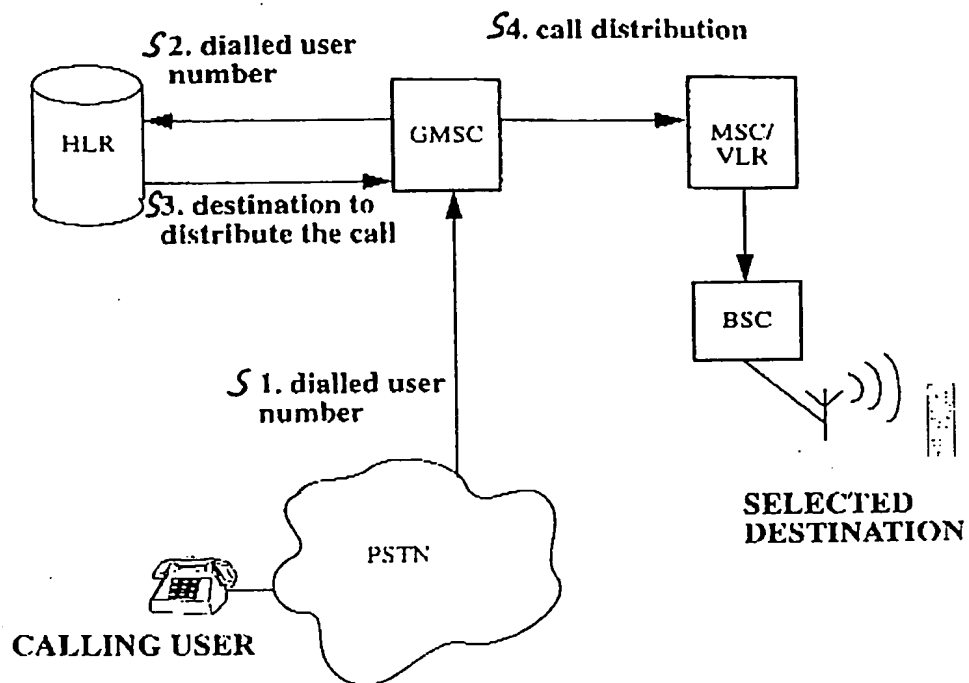 S4. call distribution
S2. dialled user
number
HLR
GMSC
MSC/
VLR
S3. destination to
distribute the call
BSC
S 1. dialled user
number
SELECTED
DESTINATION
PSTN
CALLING USER